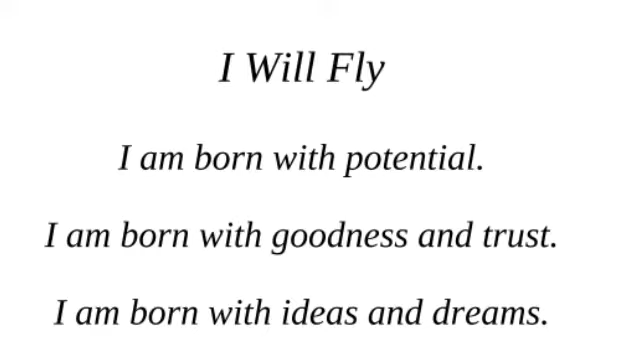 I Will Fly
I am born with potential.
I am born with goodness and trust.
I am born with ideas and dreams.